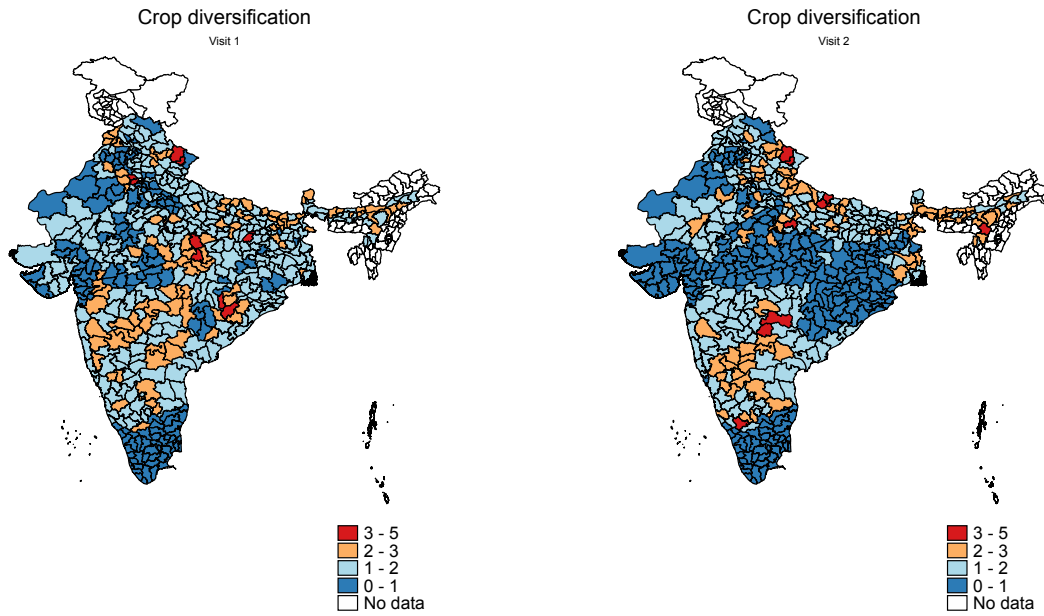 Crop diversification
Visit 1
3 - 5
2 - 3
1 - 2
0 - 1
No data
Crop diversification
Visit 2
3 - 5
2 - 3
1 - 2
0 - 1
No data